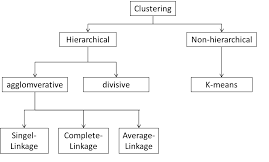 Clustering
Hierarchical
Non-hierarchical
agglomverative
divisive
K-means
Singel-
Linkage
Complete-
Linkage
Average-
Linkage